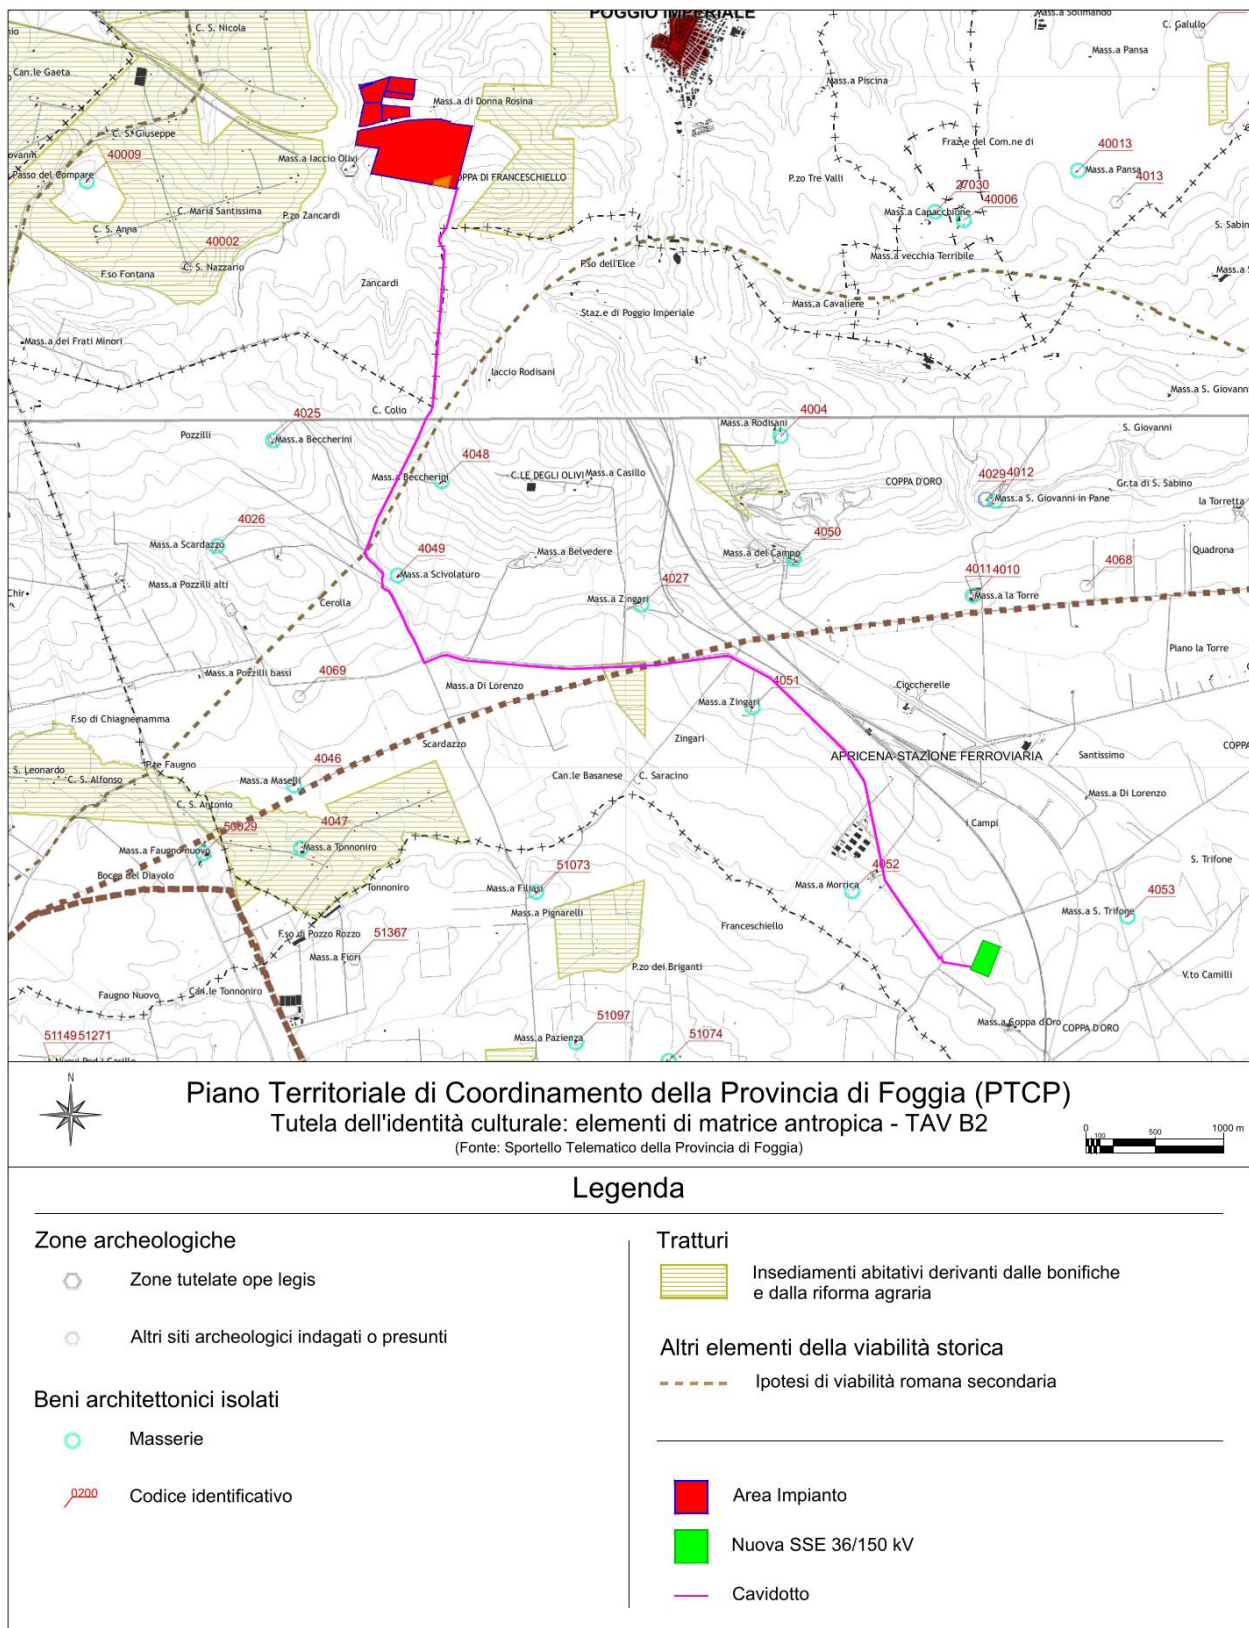 POGGIO IMPERIALE
Mass.a Solimando
C. Galullo
C. S. Nicola
Mass.a Pansa
Can.le Gaeta
Mass.a Piscina
Mass.a di Donna Rosina
C. S. Giuseppe
Fraz.e del Com.ne di
40009
Mass.a Iaccio Olivi
40013
Passo del Compare
OPPA DI FRANCESCHIELLO
P.zo Tre Valli
Mass.a Pansa
27030
4013
40006
C. Maria Santissima
P.zo Zancardi
Mass.a Capacchione
C. S. Anna
S. Sabin
40002
Mass.a vecchia Terribile
C. S. Nazzario
F.so dell'Elce
F.so Fontana
Zancardi
Mass.a Cavaliere
Staz.e di Poggio Imperiale
Mass.a dei Frati Minori
Iaccio Rodisani
Mass.a S. Giovanni
C. Colio
4025
4004
Pozzilli
Mass.a Beccherini
Mass.a Rodisani
S. Giovanni
4048
Mass.a Beccherini
C.LE DEGLI OLIVI
Mass.a Casillo
COPPA D'ORO
4029
4012
Gr.ta di S. Sabino
Mass.a S. Giovanni in Pane
la Torretta
4026
4050
Mass.a Scardazzo
Mass.a Belvedere
Mass.a del Campo
Quadrona
4049
Mass.a Scivolaturo
4027
4011
4010
4068
Mass.a Pozzilli alti
Chir
Cerolla
Mass.a Zingari
Mass.a la Torre
Piano la Torre
Mass.a Pozzilli bassi
4069
Mass.a Di Lorenzo
4051
Cioccherelle
Mass.a Zingari
F.so di Chiagnemamma
Scardazzo
Zingari
APRICENA STAZIONE FERROVIARIA
Santissimo
P.te Faugno
4046
S. Leonardo
C. S. Alfonso
Mass.a Maselli
Can.le Basanese
C. Saracino
Mass.a Di Lorenzo
C. S. Antonio
50029
4047
i Campi
Mass.a Faugno nuovo
Mass.a Tonnoniro
S. Trifone
51073
4052
Bocca del Diavolo
Tonnoniro
Mass.a Filiasi
Mass.a Morrica
4053
Mass.a Pignarelli
Mass.a S. Trifone
Franceschiello
F.so di Pozzo Rozzo
51367
Mass.a Fiori
P.zo dei Briganti
V.to Camilli
Faugno Nuovo
Can.le Tonnoniro
51149
51271
51097
51074
Mass.a Pazienza
Mass.a Coppa d'Oro
COPPA D'ORO
N
Piano Territoriale di Coordinamento della Provincia di Foggia (PTCP)
Tutela dell'identità culturale: elementi di matrice antropica - TAV B2
(Fonte: Sportello Telematico della Provincia di Foggia)
0 100 500 1000 m
Legenda
Zone archeologiche
Zone tutelate ope legis
Altri siti archeologici indagati o presunti
Beni architettonici isolati
Masserie
0200
Codice identificativo
Tratturi
Insediamenti abitativi derivanti dalle bonifiche
e dalla riforma agraria
Altri elementi della viabilità storica
Ipotesi di viabilità romana secondaria
Area Impianto
Nuova SSE 36/150 kV
Cavidotto